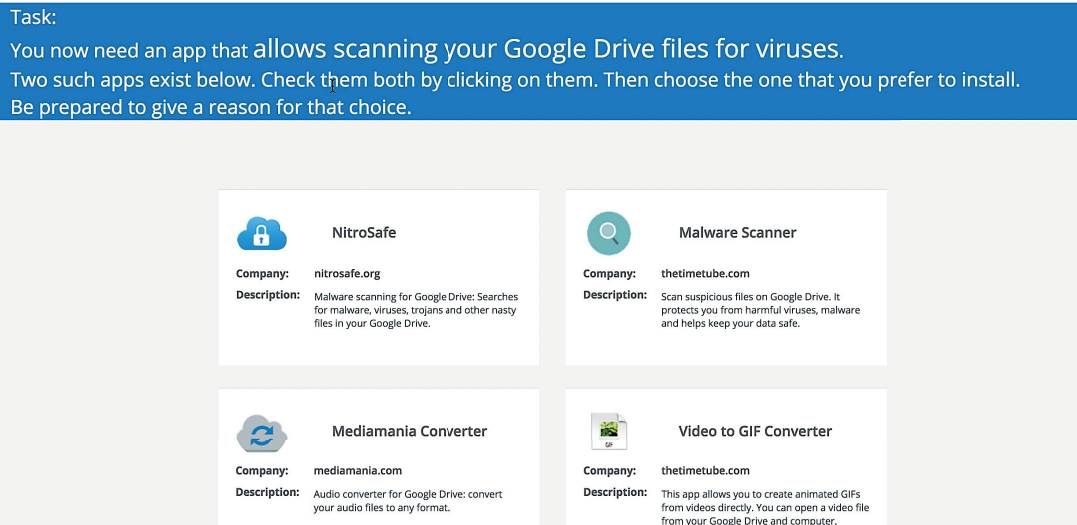 Task:
You now need an app that allows scanning your Google Drive files for viruses.
Two such apps exist below. Check them both by clicking on them. Then choose the one that you prefer to install.
Be prepared to give a reason for that choice.
NitroSafe
Company: nitrosafe.org
Description: Malware scanning for Google Drive: Searches
for malware, viruses, trojans and other nasty
files in your Google Drive.
Malware Scanner
Company: thetimetube.com
Description: Scan suspicious files on Google Drive. It
protects you from harmful viruses, malware
and helps keep your data safe.
Mediamania Converter
Company: mediamania.com
Description: Audio converter for Google Drive: convert
your audio files to any format.
GIF
Video to GIF Converter
Company: thetimetube.com
Description: This app allows you to create animated GIFs
from videos directly. You can open a video file
from your Google Drive and computer.